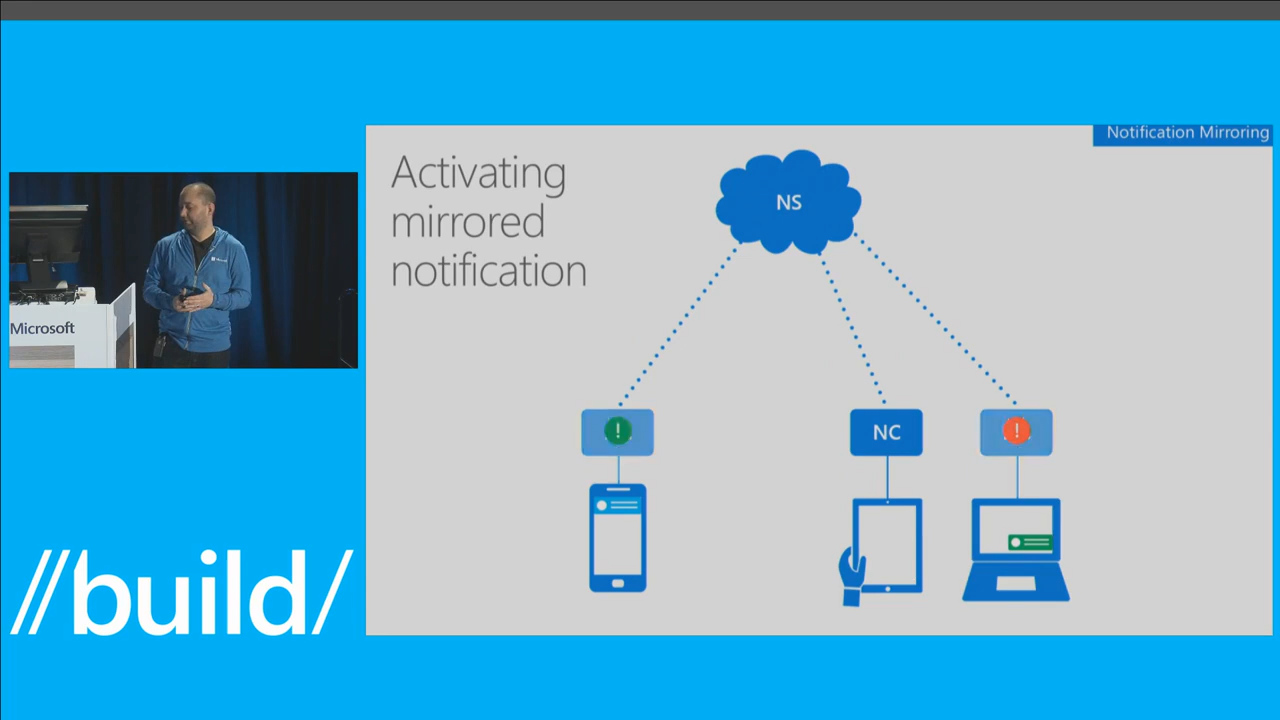 Notification Mirroring
Activating
mirrored
notification
NS
!
NC
!
Microsoft
//build/